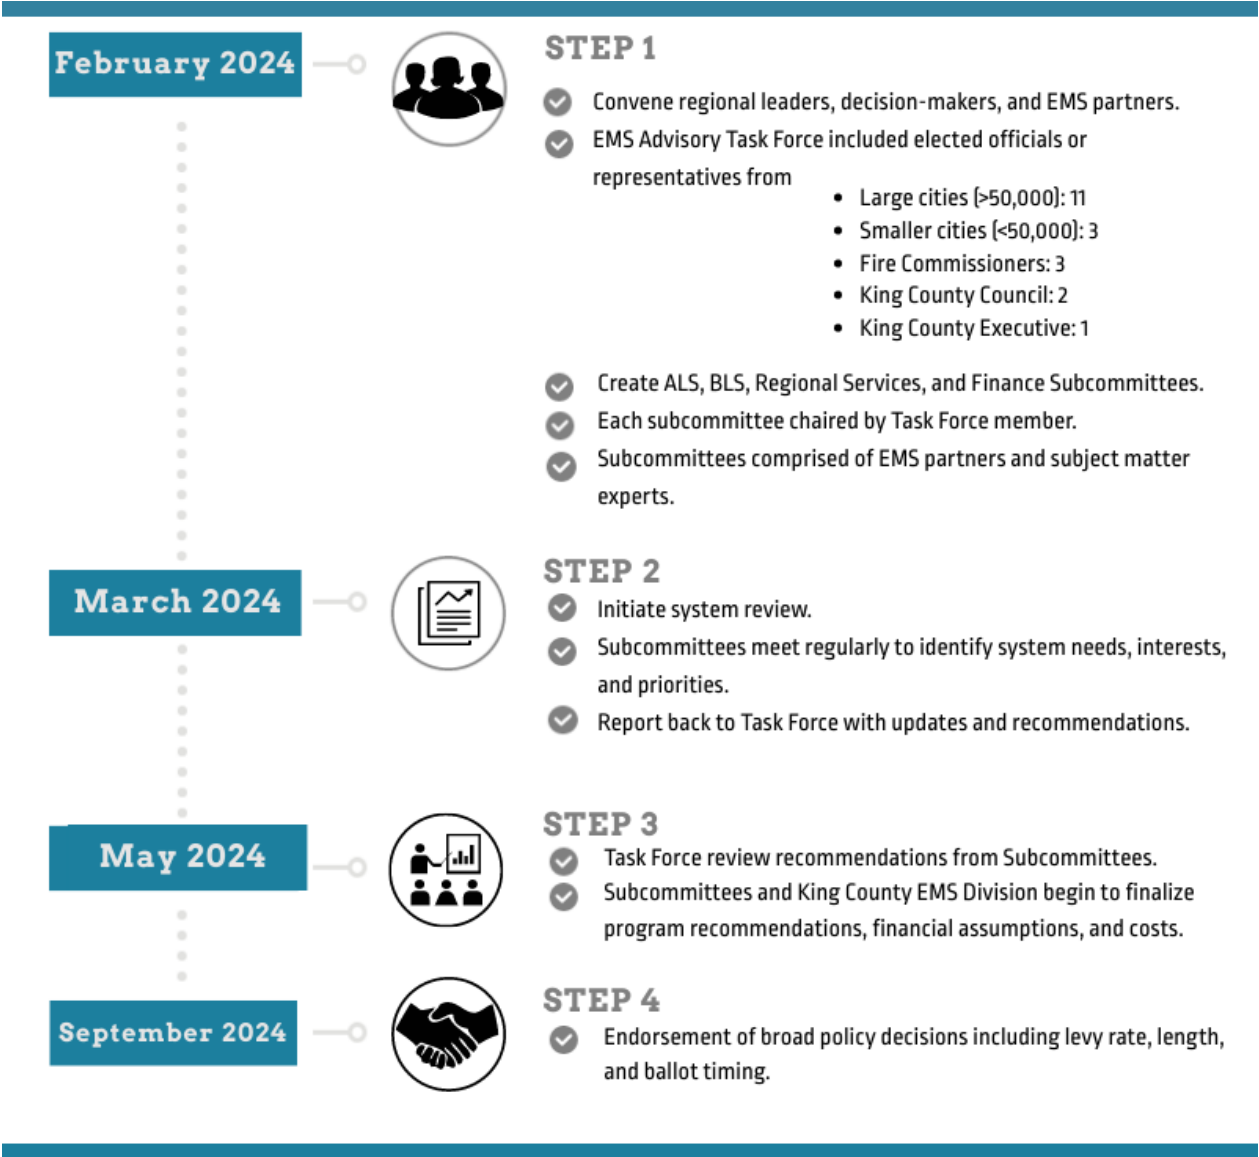 February 2024
STEP 1
Convene regional leaders, decision-makers, and EMS partners.
EMS Advisory Task Force included elected officials or
representatives from
• Large cities (>50,000): 11
• Smaller cities (<50,000): 3
• Fire Commissioners: 3
• King County Council: 2
• King County Executive: 1
Create ALS, BLS, Regional Services, and Finance Subcommittees.
Each subcommittee chaired by Task Force member.
Subcommittees comprised of EMS partners and subject matter
experts.
March 2024
STEP 2
Initiate system review.
Subcommittees meet regularly to identify system needs, interests,
and priorities.
Report back to Task Force with updates and recommendations.
May 2024
STEP 3
Task Force review recommendations from Subcommittees.
Subcommittees and King County EMS Division begin to finalize
program recommendations, financial assumptions, and costs.
September 2024
STEP 4
Endorsement of broad policy decisions including levy rate, length,
and ballot timing.